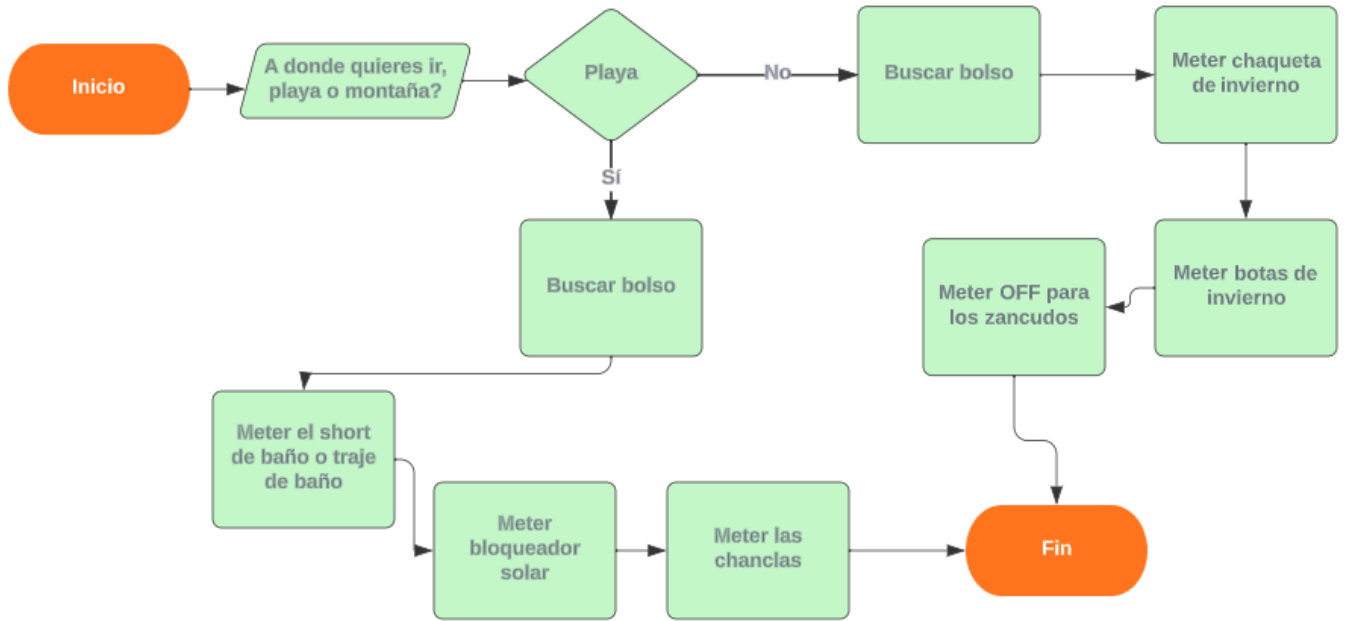 Inicio
A donde quieres ir,
playa o montaña?
Playa
No
Buscar bolso
Meter chaqueta
de invierno
Sí
Buscar bolso
Meter botas de
invierno
Meter OFF para
los zancudos
Meter el short
de baño o traje
de baño
Meter
bloqueador
solar
Meter las
chanclas
Fin